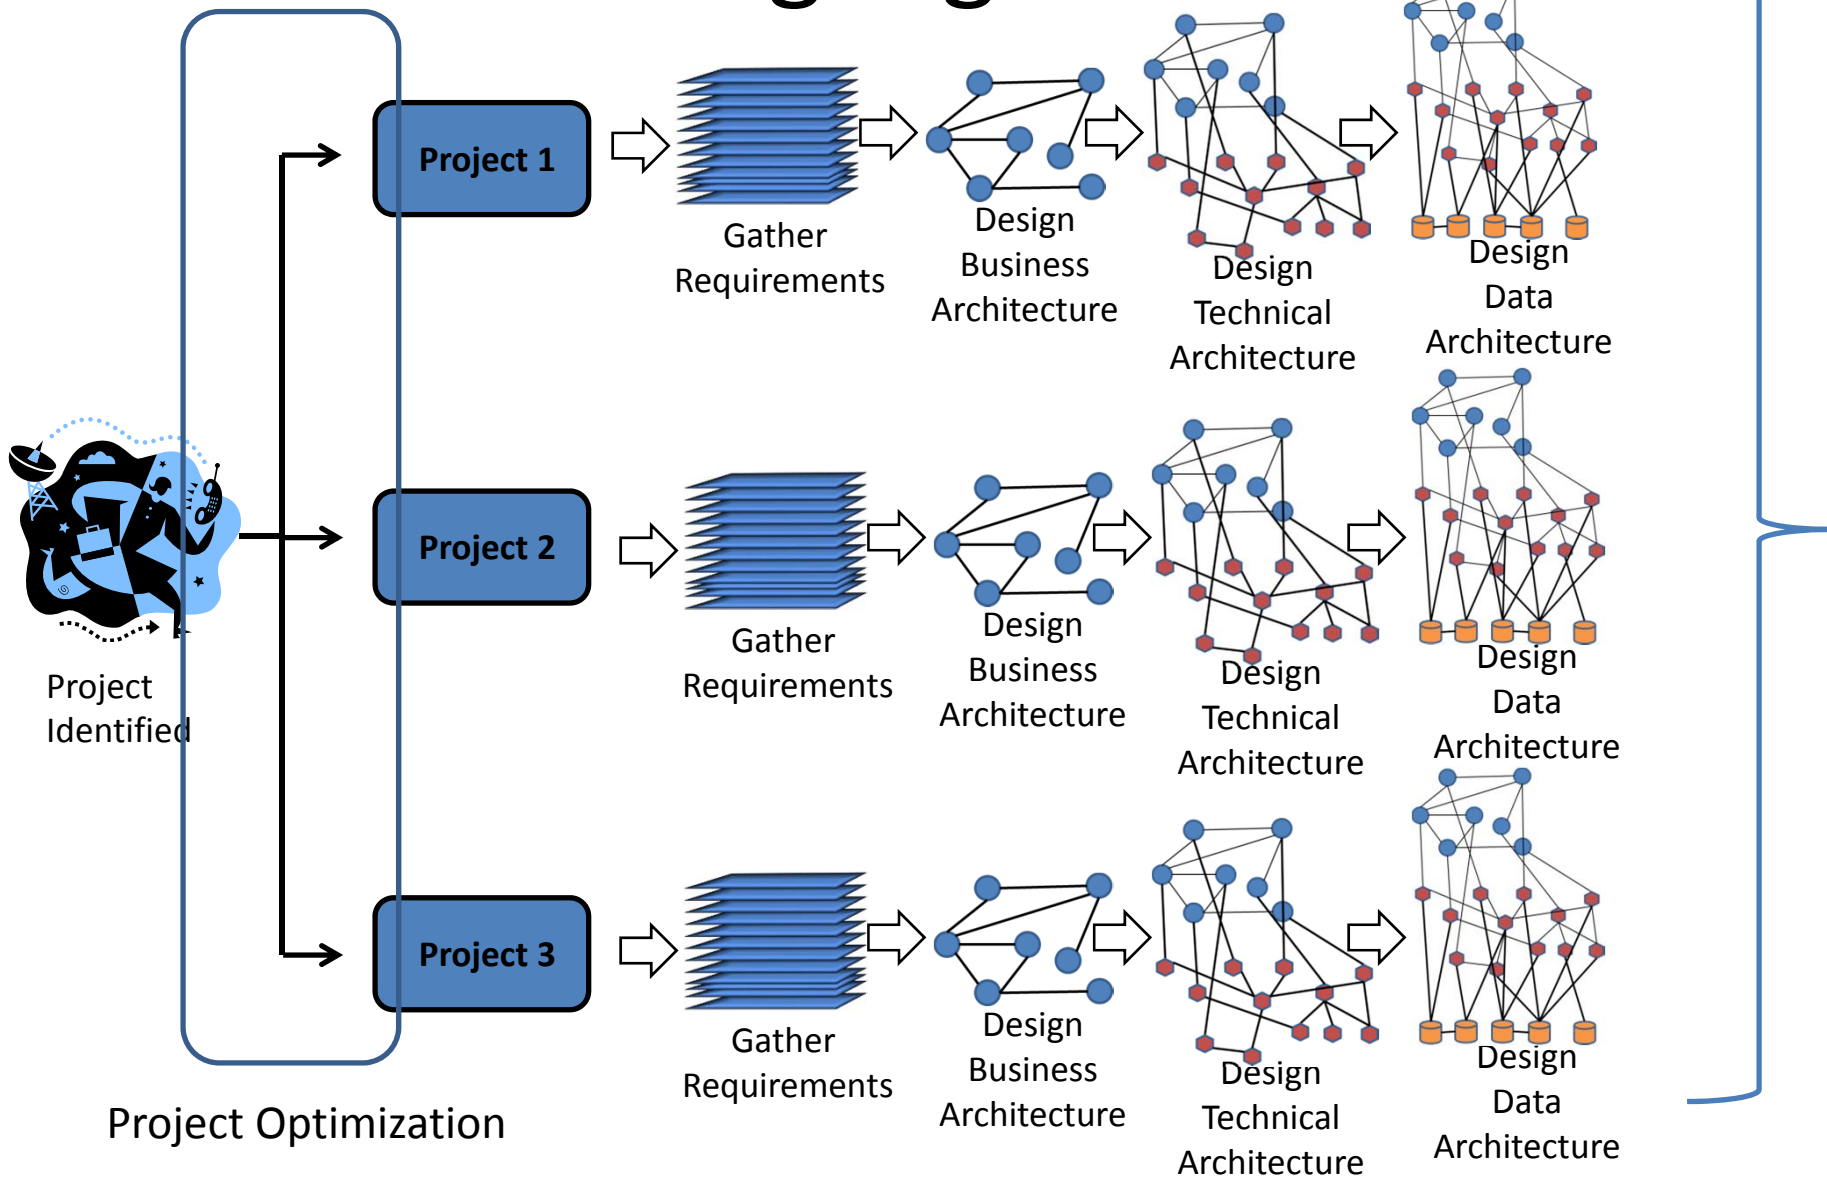 Project 1
Gather
Requirements
Design
Business
Architecture
Design
Technical
Architecture
Design
Data
Architecture
Project
Identified
Project 2
Gather
Requirements
Design
Business
Architecture
Design
Technical
Architecture
Design
Data
Architecture
Project 3
Gather
Requirements
Design
Business
Architecture
Design
Technical
Architecture
Design
Data
Architecture
Project Optimization